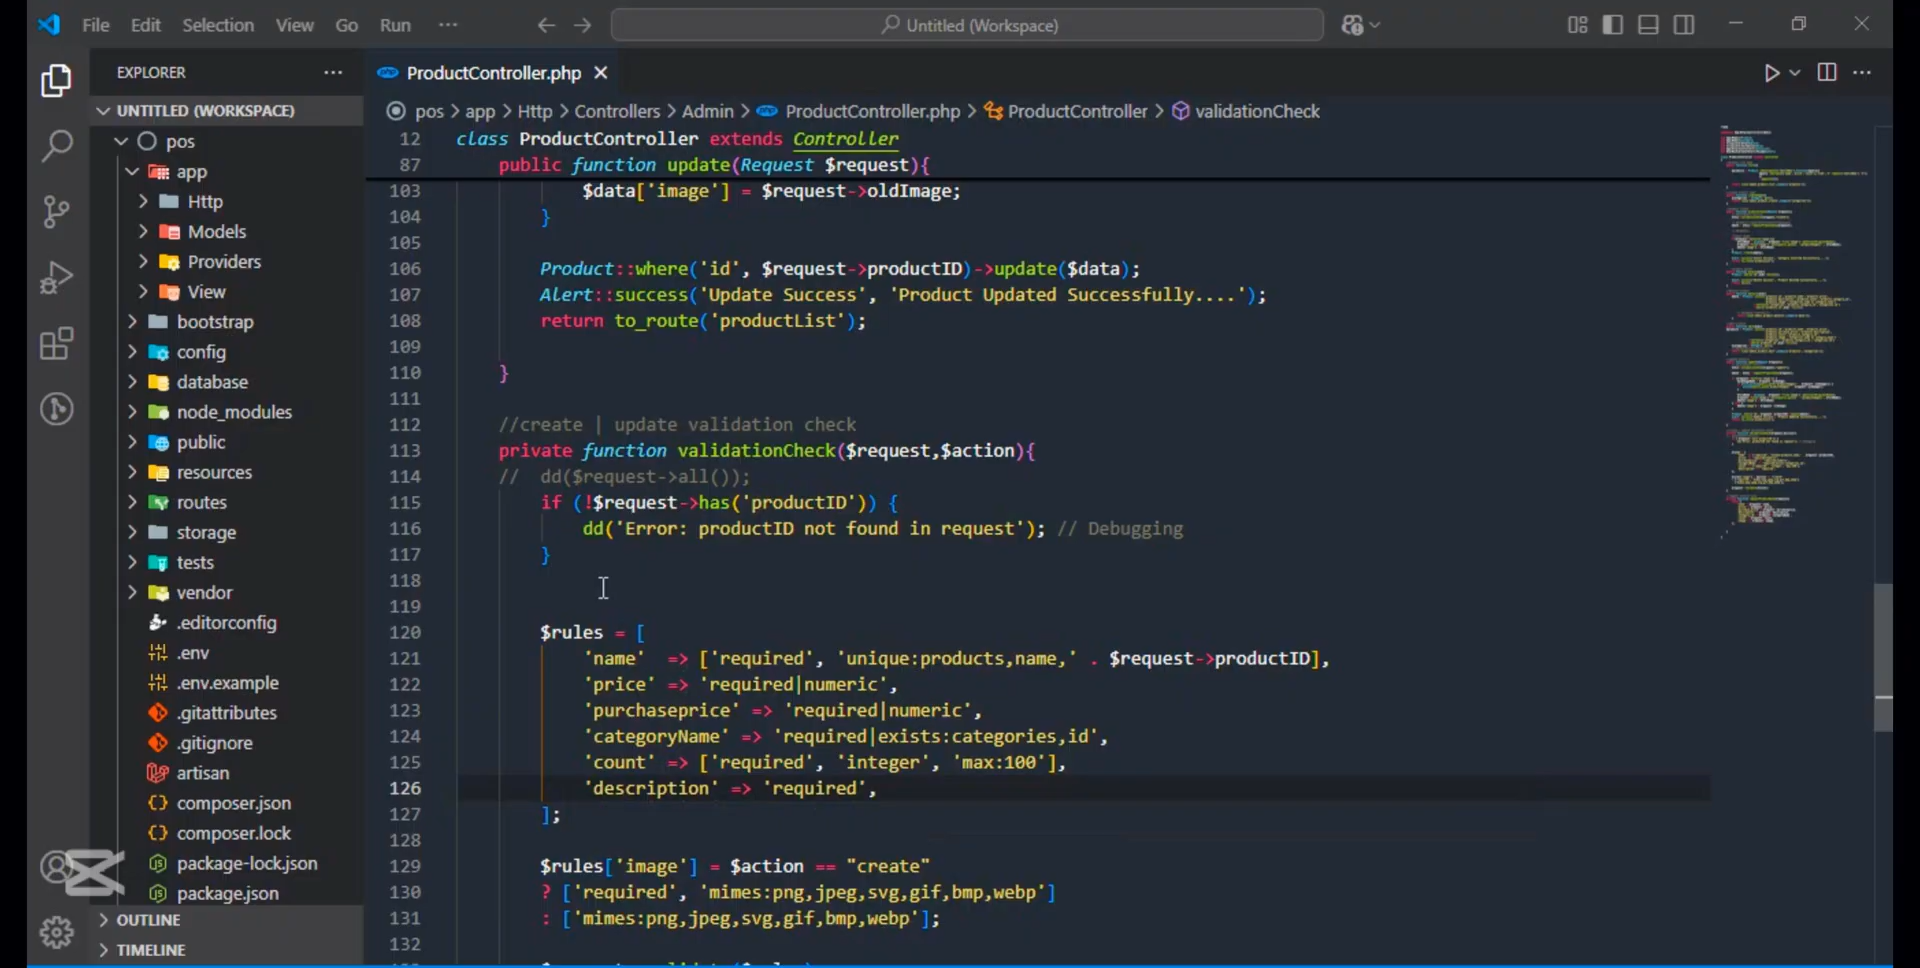 File Edit Selection View Go Run ... Untitled (Workspace)
EXPLORER ...
UNTITLED (WORKSPACE)
pos
app
Http
Models
Providers
View
bootstrap
config
database
node_modules
public
resources
routes
storage
tests
vendor
.editorconfig
.env
.env.example
.gitattributes
.gitignore
artisan
composer.json
composer.lock
package-lock.json
package.json
OUTLINE
TIMELINE
ProductController.php
pos > app > Http > Controllers > Admin > ProductController.php > ProductController > validationCheck
12 class ProductController extends Controller
87 public function update(Request $request){
103 $data['image'] = $request->oldImage;
104 }
105
106 Product::where('id', $request->productID)->update($data);
107 Alert::success('Update Success', 'Product Updated Successfully....');
108 return to_route('productList');
109
110 }
111
112 //create | update validation check
113 private function validationCheck($request,$action){
114 // dd($request->all());
115 if (!$request->has('productID')) {
116 dd('Error: productID not found in request'); // Debugging
117 }
118
119
120 $rules = [
121 'name' => ['required', 'unique:products,name,' . $request->productID],
122 'price' => 'required|numeric',
123 'purchaseprice' => 'required|numeric',
124 'categoryName' => 'required|exists:categories,id',
125 'count' => ['required', 'integer', 'max:100'],
126 'description' => 'required',
127 ];
128
129 $rules['image'] = $action == "create"
130 ? ['required', 'mimes:png,jpeg,svg,gif,bmp,webp']
131 : ['mimes:png,jpeg,svg,gif,bmp,webp'];
132